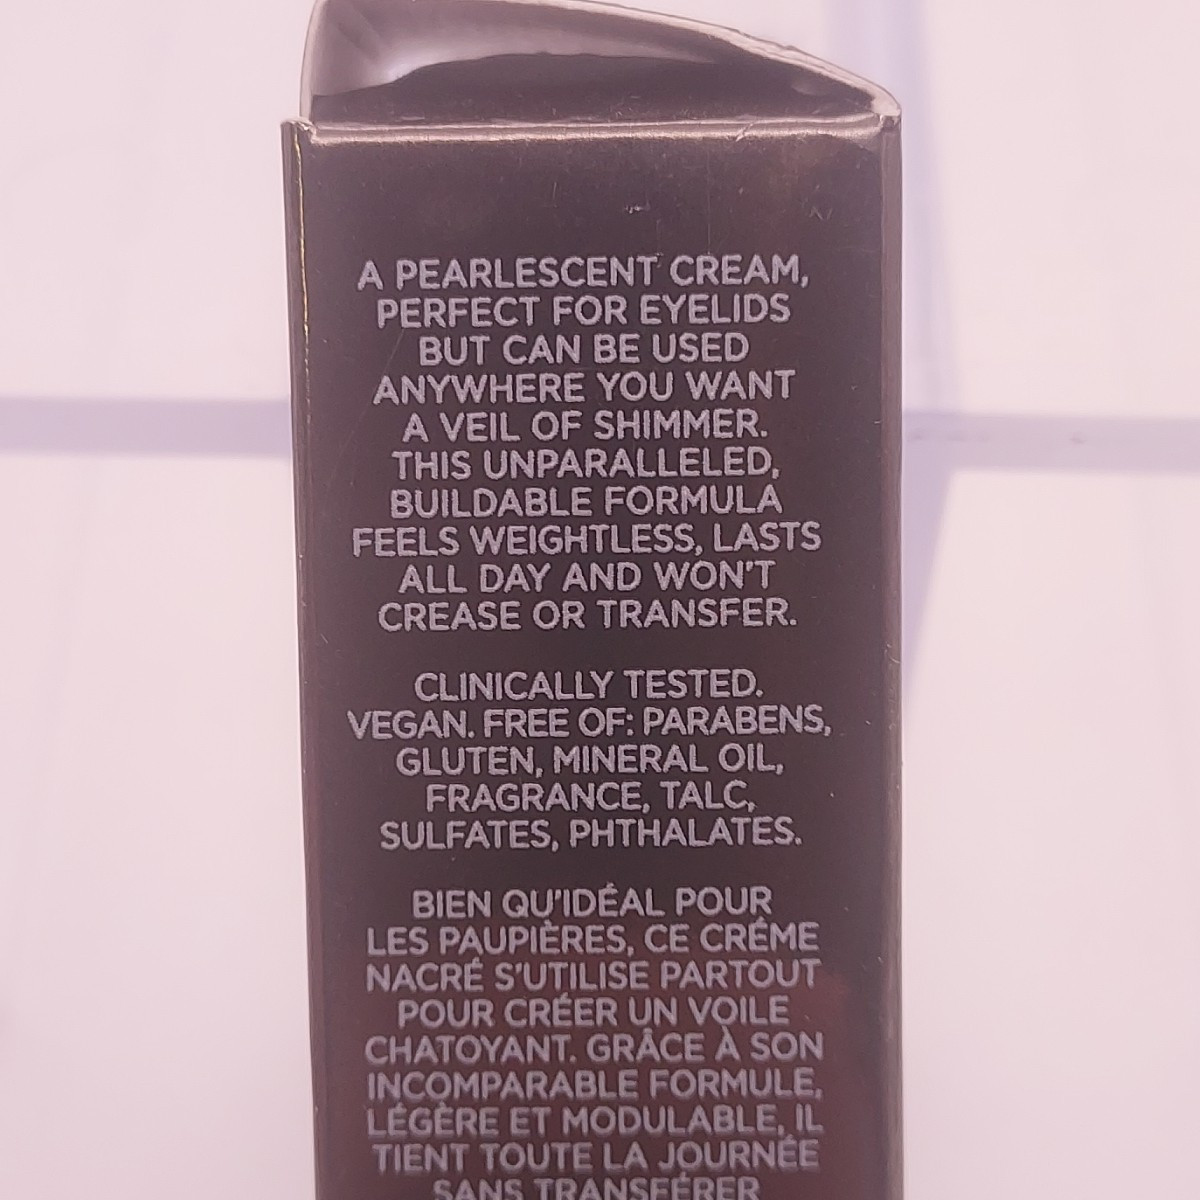 A PEARLESCENT CREAM,
PERFECT FOR EYELIDS
BUT CAN BE USED
ANYWHERE YOU WANT
A VEIL OF SHIMMER.
THIS UNPARALLELED,
BUILDABLE FORMULA
FEELS WEIGHTLESS, LASTS
ALL DAY AND WON'T
CREASE OR TRANSFER.
CLINICALLY TESTED.
VEGAN. FREE OF: PARABENS,
GLUTEN, MINERAL OIL,
FRAGRANCE, TALC,
SULFATES, PHTHALATES.
BIEN QU'IDÉAL POUR
LES PAUPIÈRES, CE CRÉME
NACRÉ S'UTILISE PARTOUT
POUR CRÉER UN VOILE
CHATOYANT. GRÂCE À SON
INCOMPARABLE FORMULE,
LÉGÈRE ET MODULABLE, IL
TIENT TOUTE LA JOURNÉE
SANS TRANSFÉRER